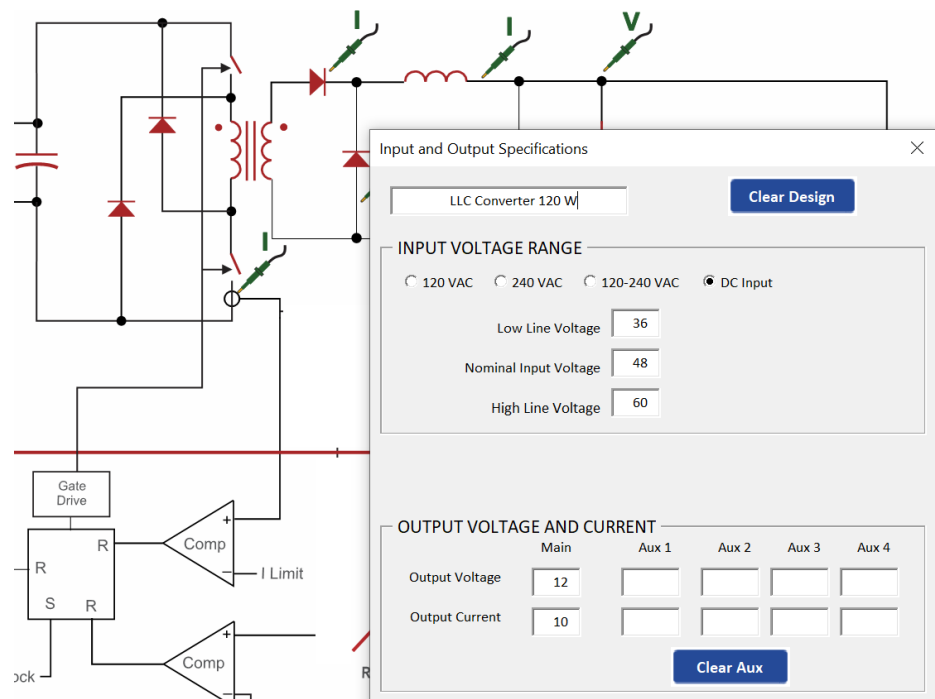 I
I
V
Input and Output Specifications
LLC Converter 120 W
Clear Design
INPUT VOLTAGE RANGE
120 VAC 240 VAC 120-240 VAC DC Input
Low Line Voltage 36
Nominal Input Voltage 48
High Line Voltage 60
I
OUTPUT VOLTAGE AND CURRENT
Main Aux 1 Aux 2 Aux 3 Aux 4
Output Voltage 12
Output Current 10
Clear Aux
Gate
Drive
R
R
S R
+
Comp
− I Limit
+
Comp
−
ock
R